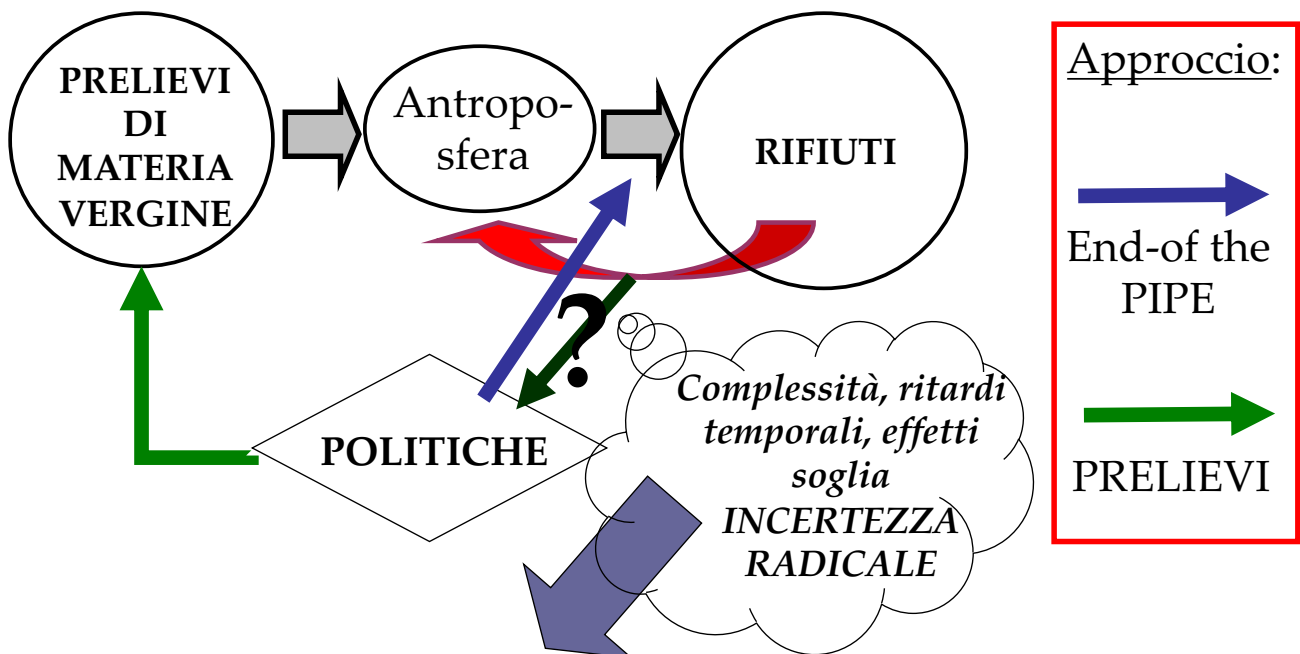 PRELIEVI
DI
MATERIA
VERGINE
Antropo-
sfera
RIFIUTI
Approccio:
End-of the
PIPE
PRELIEVI
?
POLITICHE
Complessità, ritardi
temporali, effetti
soglia
INCERTEZZA
RADICALE